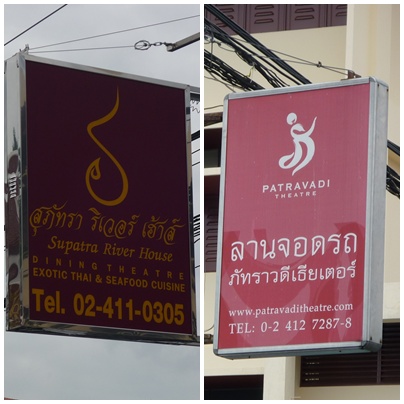 สุภัทรา ริเวอร์ เฮ้าส์
Supatra River House
DINING THEATRE
EXOTIC THAI & SEAFOOD CUISINE
Tel. 02-411-0305
PATRAVADI
THEATRE
ลานจอดรถ
ภัทราวดีเธียเตอร์
www.patravaditheatre.com
TEL: 0-2 412 7287-8